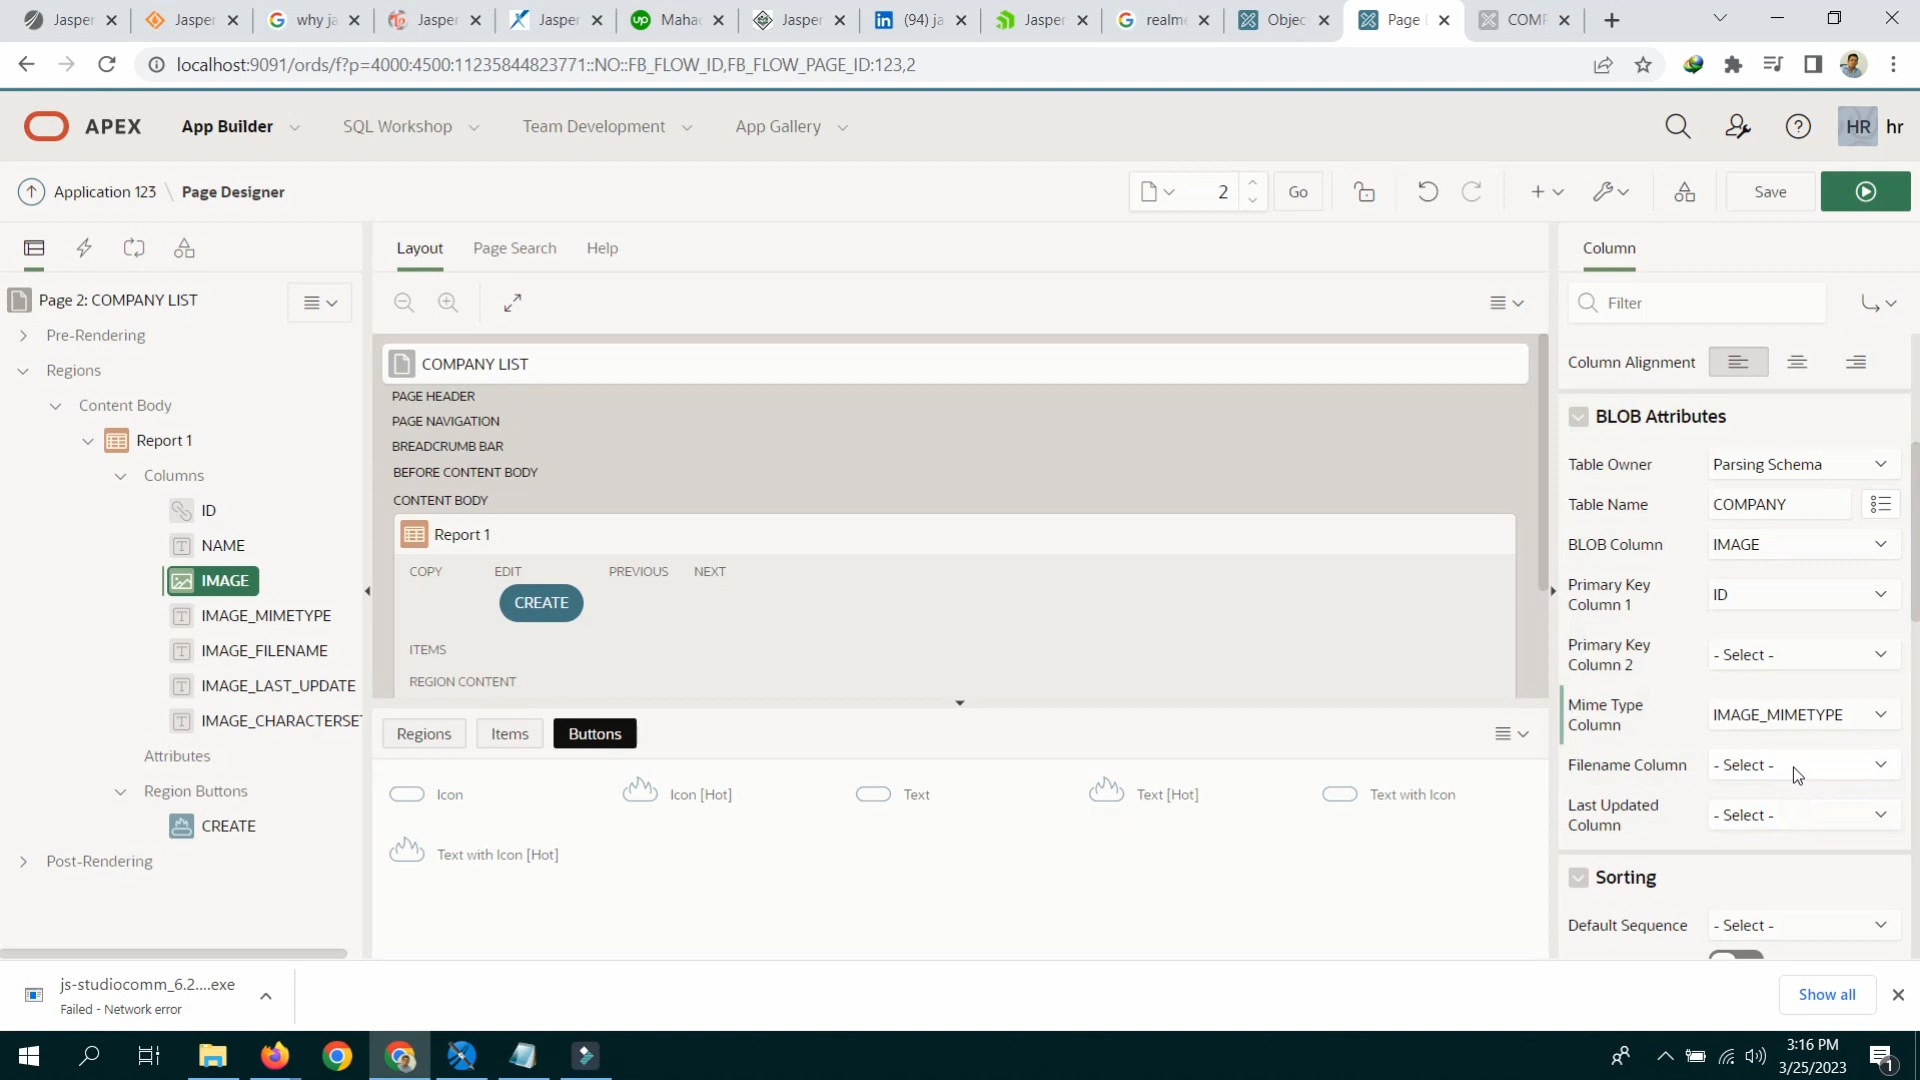 Jasper
Jasper
why ja
Jasper
Jasper
up Mahac
Jasper
in (94) ja
Jasper
realme
Objec
Page
COMP
localhost:9091/ords/f?p=4000:4500:11235844823771::NO::FB_FLOW_ID,FB_FLOW_PAGE_ID:123,2
APEX
App Builder
SQL Workshop
Team Development
App Gallery
HR hr
Application 123 \ Page Designer
2
Go
Save
Layout
Page Search
Help
Column
Page 2: COMPANY LIST
Pre-Rendering
Regions
Content Body
Report 1
Columns
ID
NAME
IMAGE
IMAGE_MIMETYPE
IMAGE_FILENAME
IMAGE_LAST_UPDATE
IMAGE_CHARACTERSET
Attributes
Region Buttons
CREATE
Post-Rendering
COMPANY LIST
PAGE HEADER
PAGE NAVIGATION
BREADCRUMB BAR
BEFORE CONTENT BODY
CONTENT BODY
Report 1
COPY EDIT PREVIOUS NEXT
CREATE
ITEMS
REGION CONTENT
Regions
Items
Buttons
Icon
Icon [Hot]
Text
Text [Hot]
Text with Icon
Text with Icon [Hot]
Filter
Column Alignment
BLOB Attributes
Table Owner Parsing Schema
Table Name COMPANY
BLOB Column IMAGE
Primary Key
Column 1 ID
Primary Key
Column 2 - Select -
Mime Type
Column IMAGE_MIMETYPE
Filename Column - Select -
Last Updated
Column - Select -
Sorting
Default Sequence - Select -
js-studiocomm_6.2....exe
Failed - Network error
Show all
3:16 PM
3/25/2023
1